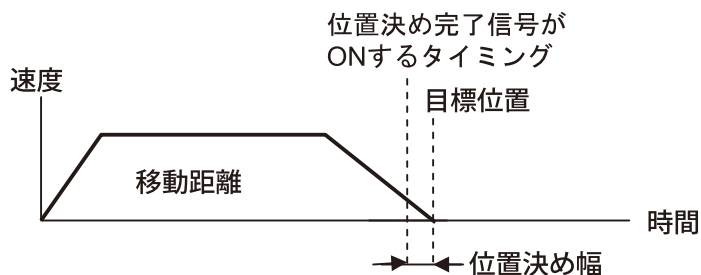 位置決め完了信号が
ONするタイミング
速度
目標位置
移動距離
時間
位置決め幅